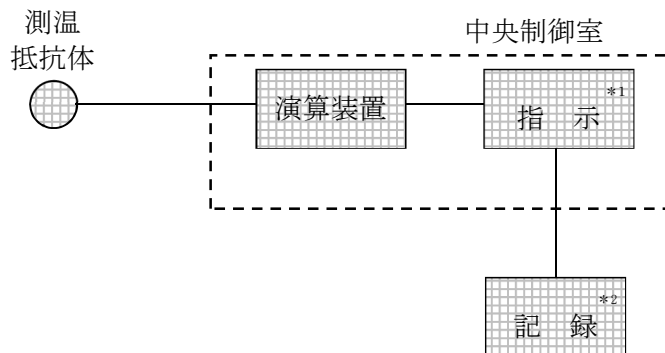 測温
抵抗体
中央制御室
演算装置
指 示 *1
記 録 *2